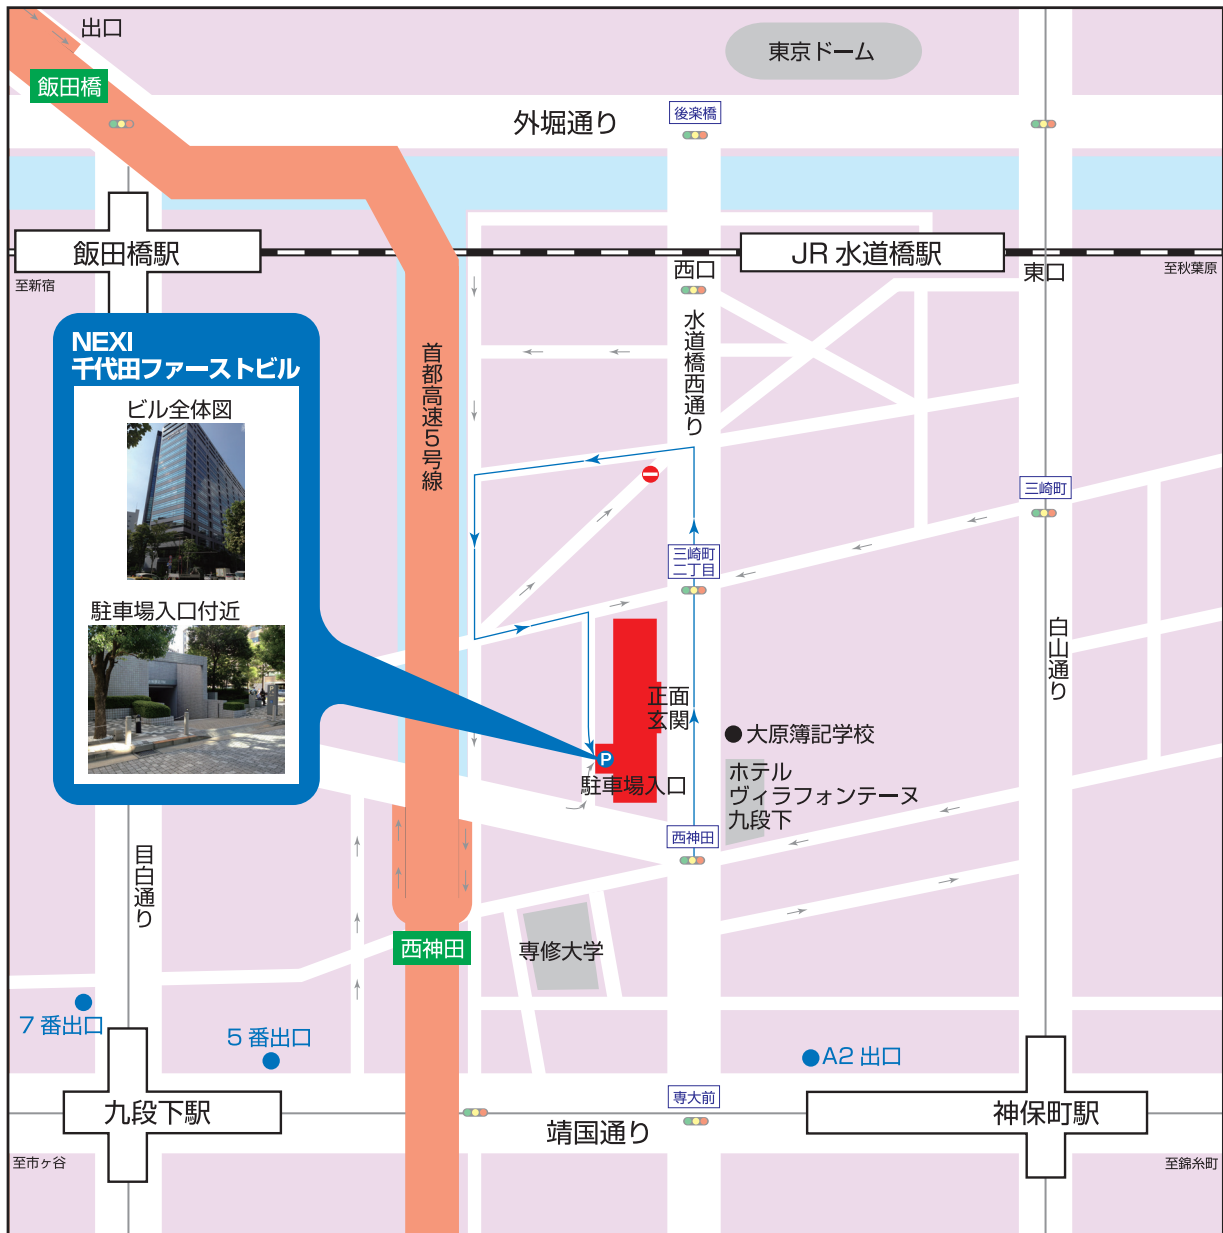 出口
東京ドーム
飯田橋
外堀通り
後楽橋
飯田橋駅
JR 水道橋駅
至新宿
西口
東口
至秋葉原
NEXI
千代田ファーストビル
ビル全体図
駐車場入口付近
首都高速5号線
水道橋西通り
三崎町
三崎町
二丁目
白山通り
正面
玄関
P
駐車場入口
大原簿記学校
ホテル
ヴィラフォンテーヌ
九段下
西神田
目白通り
西神田
専修大学
7 番出口
5 番出口
A2 出口
九段下駅
専大前
神保町駅
靖国通り
至市ヶ谷
至錦糸町